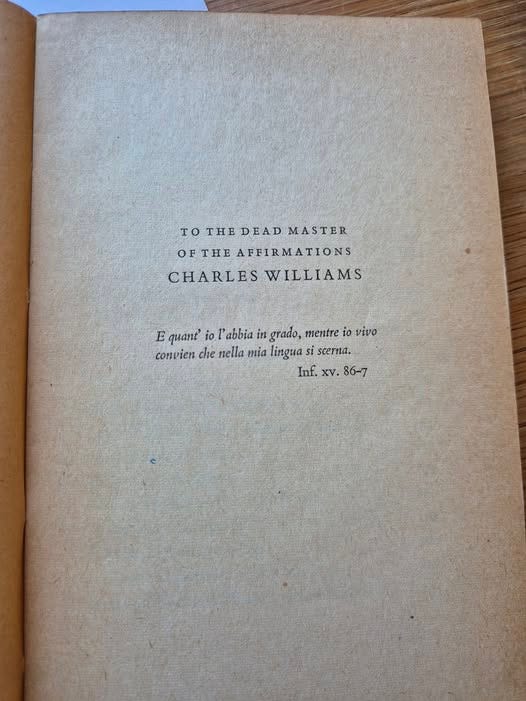 TO THE DEAD MASTER
OF THE AFFIRMATIONS
CHARLES WILLIAMS
E quant' io l'abbia in grado, mentre io vivo
convien che nella mia lingua si scerna.
Inf. xv. 86-7